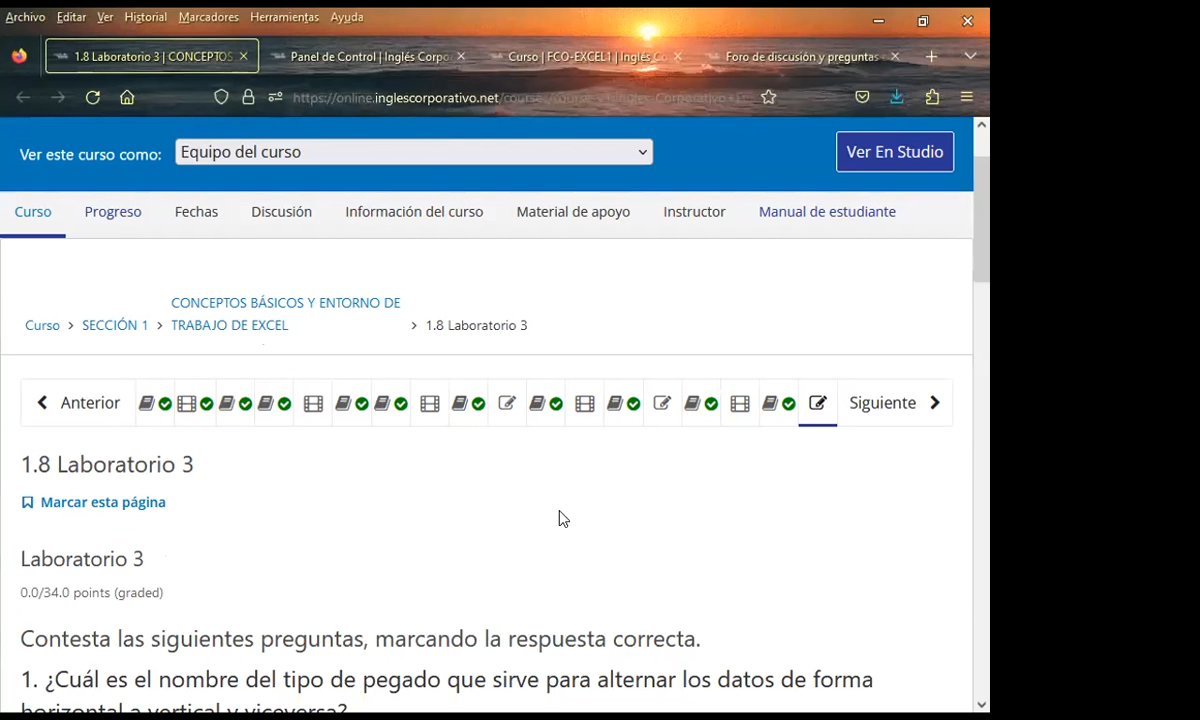 Archivo Editar Ver Historial Marcadores Herramientas Ayuda
1.8 Laboratorio 3 | CONCEPTOS
Panel de Control | Inglés Corpo
Curso | FCO-EXCEL1 | Inglés Co
Foro de discusión y preguntas
https://online.inglescorporativo.net/
Ver este curso como:
Equipo del curso
Ver En Studio
Curso Progreso Fechas Discusión Información del curso Material de apoyo Instructor Manual de estudiante
Curso > SECCIÓN 1 > CONCEPTOS BÁSICOS Y ENTORNO DE
TRABAJO DE EXCEL > 1.8 Laboratorio 3
Anterior
Siguiente
1.8 Laboratorio 3
Marcar esta página
Laboratorio 3
0.0/34.0 points (graded)
Contesta las siguientes preguntas, marcando la respuesta correcta.
1. ¿Cuál es el nombre del tipo de pegado que sirve para alternar los datos de forma
horizontal a vertical y viceversa?